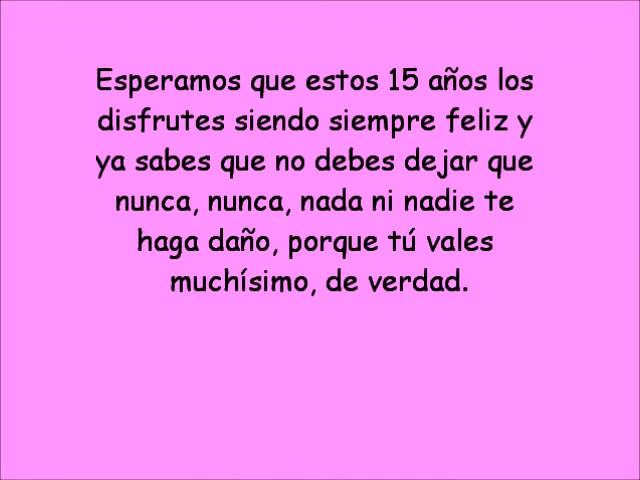 Esperamos que estos 15 años los
disfrutes siendo siempre feliz y
ya sabes que no debes dejar que
nunca, nunca, nada ni nadie te
haga daño, porque tú vales
muchísimo, de verdad.